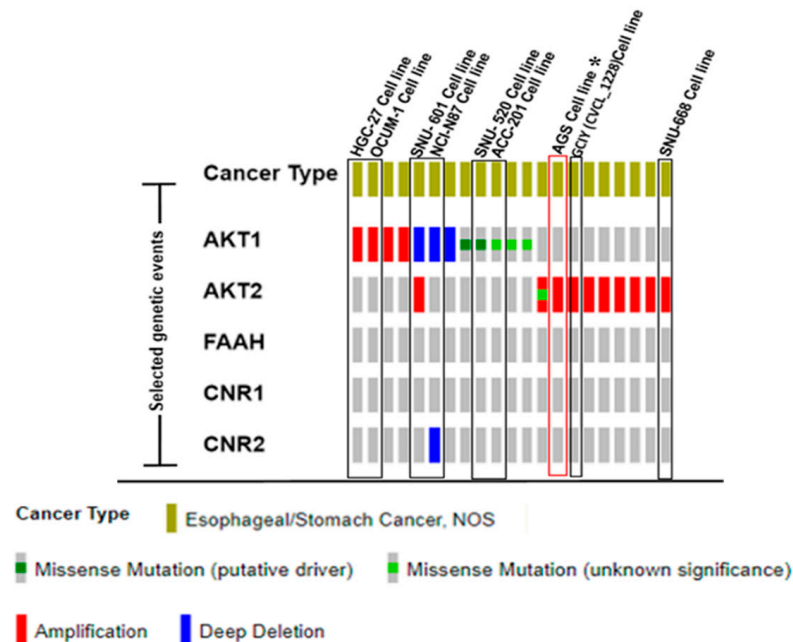 HGC-27 Cell line
OCUM-1 Cell line
SNU- 601 Cell line
NCI-N87 Cell line
SNU- 520 Cell line
ACC-201 Cell line
AGS Cell line *
GCIY (CVCL_1228)Cell line
SNU-668 Cell line
Cancer Type
Selected genetic events
AKT1
AKT2
FAAH
CNR1
CNR2
Cancer Type Esophageal/Stomach Cancer, NOS
Missense Mutation (putative driver) Missense Mutation (unknown significance)
Amplification Deep Deletion